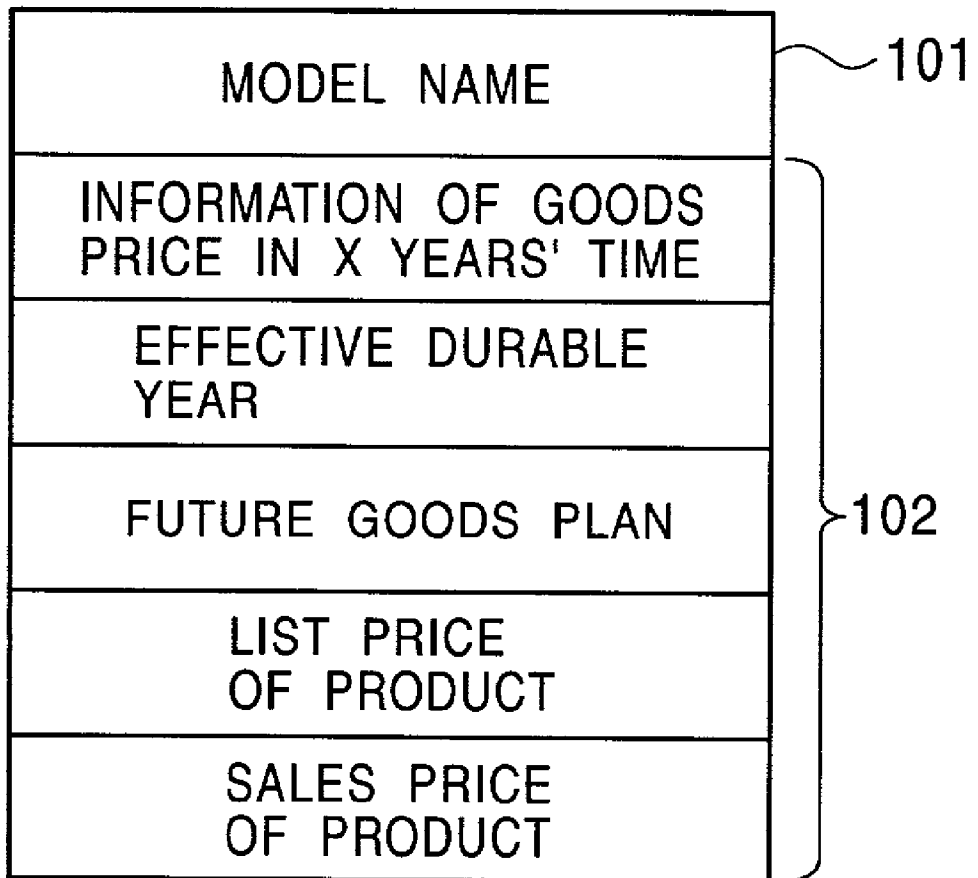 MODEL NAME
101
INFORMATION OF GOODS
PRICE IN X YEARS' TIME
EFFECTIVE DURABLE
YEAR
FUTURE GOODS PLAN
102
LIST PRICE
OF PRODUCT
SALES PRICE
OF PRODUCT